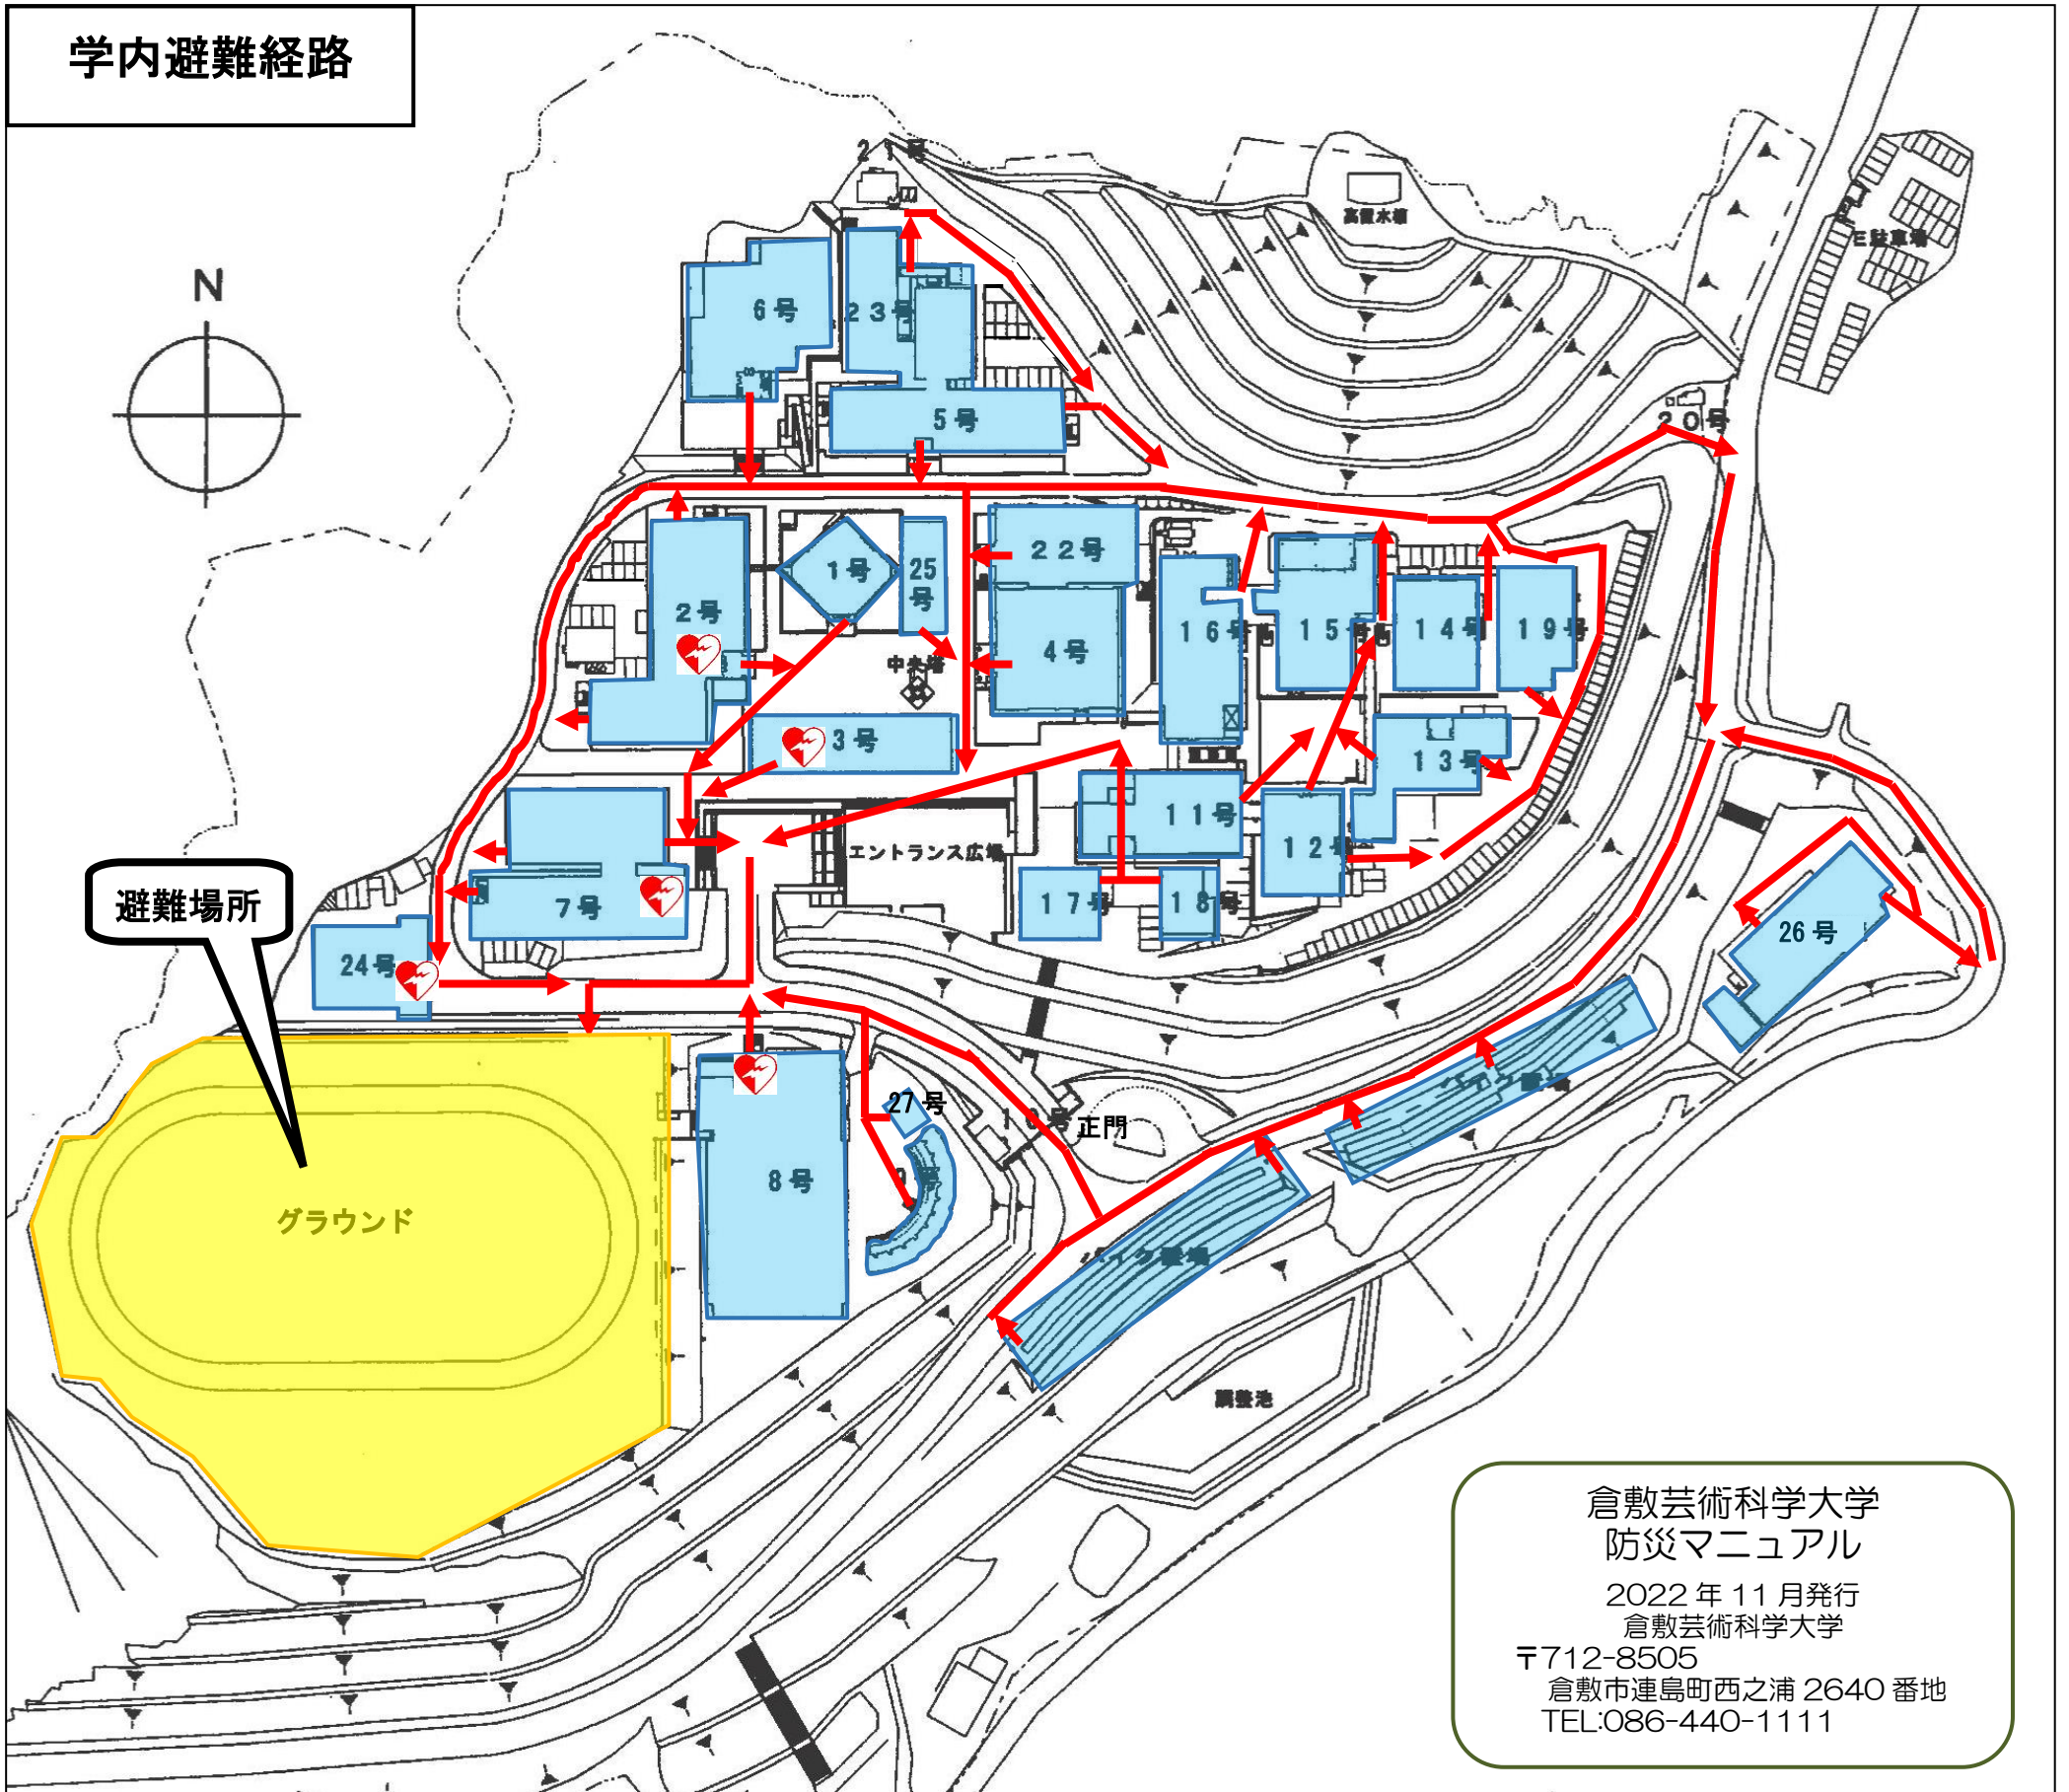 学内避難経路
N
21号
高置水槽
E駐車場
6号
23号
5号
20号
22号
1号
25
号
2号
16号
15号
14号
19号
4号
中央塔
3号
13号
11号
12号
エントランス広場
避難場所
7号
17号
18号
24号
26号
27号
10号
正門
8号
グラウンド
バイク置場
調整池
倉敷芸術科学大学
防災マニュアル
2022年11月発行
倉敷芸術科学大学
〒712-8505
倉敷市連島町西之浦2640番地
TEL:086-440-1111